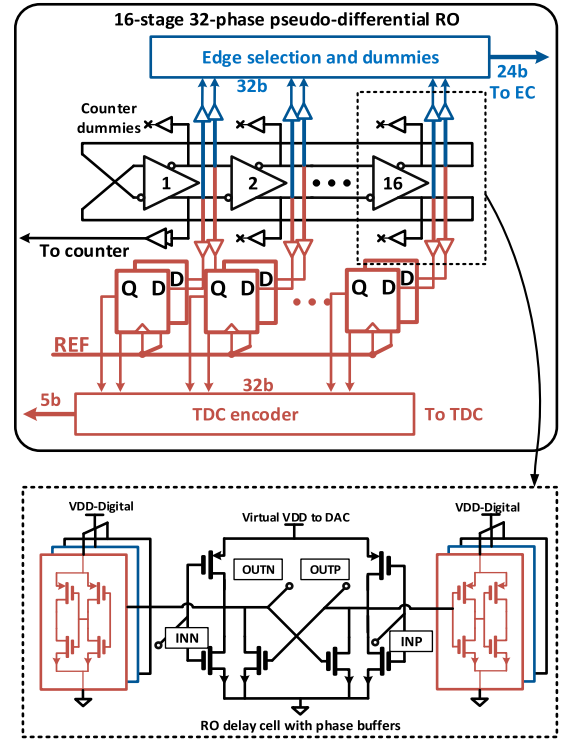 16-stage 32-phase pseudo-differential RO
Edge selection and dummies
32b
24b
To EC
Counter
dummies
1
2
16
To counter
Q D D
Q D D
Q D D
REF
32b
5b
TDC encoder
To TDC
VDD-Digital
Virtual VDD to DAC
VDD-Digital
OUTN
OUTP
INN
INP
RO delay cell with phase buffers